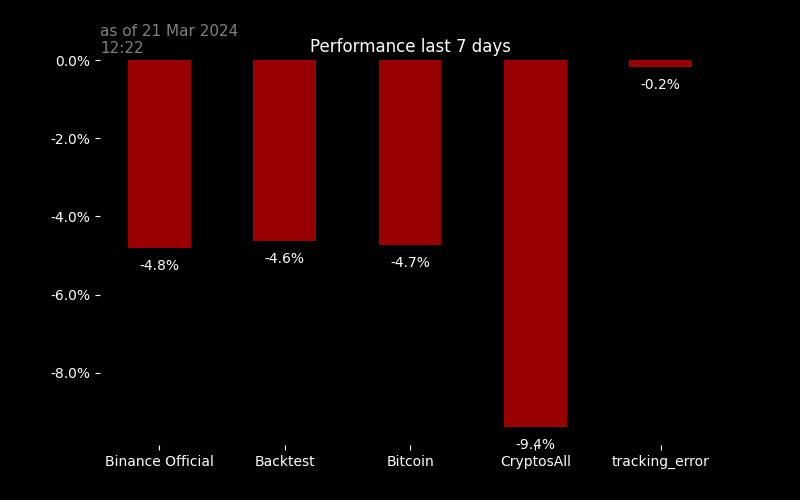 as of 21 Mar 2024
12:22
Performance last 7 days
0.0%
-2.0%
-4.0%
-6.0%
-8.0%
-4.8%
-4.6%
-4.7%
-9.4%
-0.2%
Binance Official
Backtest
Bitcoin
CryptosAll
tracking_error